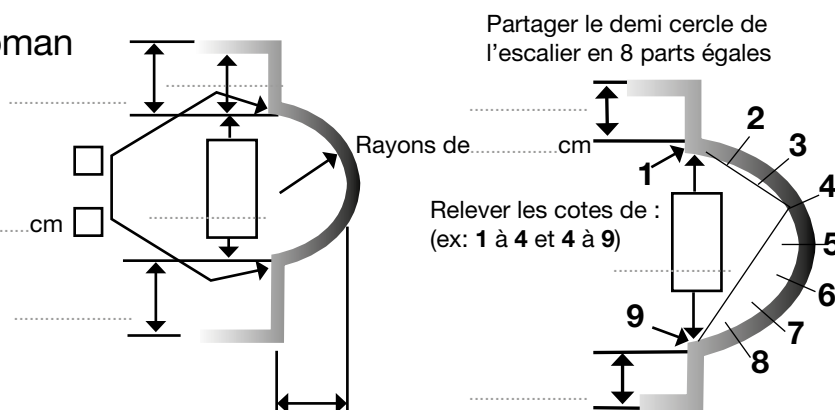 oman
Rayons de..............................cm
cm
Partager le demi cercle de
l’escalier en 8 parts égales
Relever les cotes de :
(ex: 1 à 4 et 4 à 9)
1
2
3
4
5
6
7
8
9